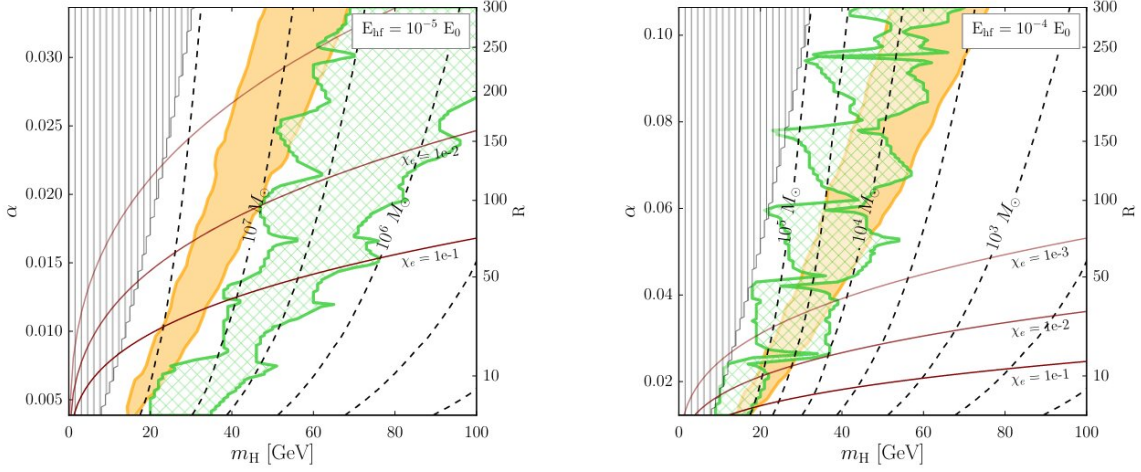 E_hf = 10^-5 E_0
α
0.030
0.025
0.020
0.015
0.010
0.005
0 20 40 60 80 100
m_H [GeV]
300
250
200
150
100
50
10
R
χ_e = 1e-2
χ_e = 1e-1
10^7 M_⊙
10^6 M_⊙
E_hf = 10^-4 E_0
α
0.10
0.08
0.06
0.04
0.02
0 20 40 60 80 100
m_H [GeV]
300
250
200
150
100
50
10
R
10^4 M_⊙
10^3 M_⊙
χ_e = 1e-3
χ_e = 1e-2
χ_e = 1e-1